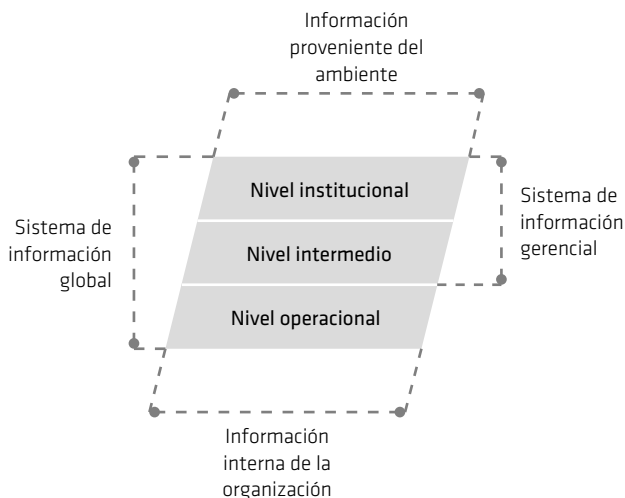 Información
proveniente del
ambiente
Nivel institucional
Nivel intermedio
Nivel operacional
Sistema de
información
global
Sistema de
información
gerencial
Información
interna de la
organización